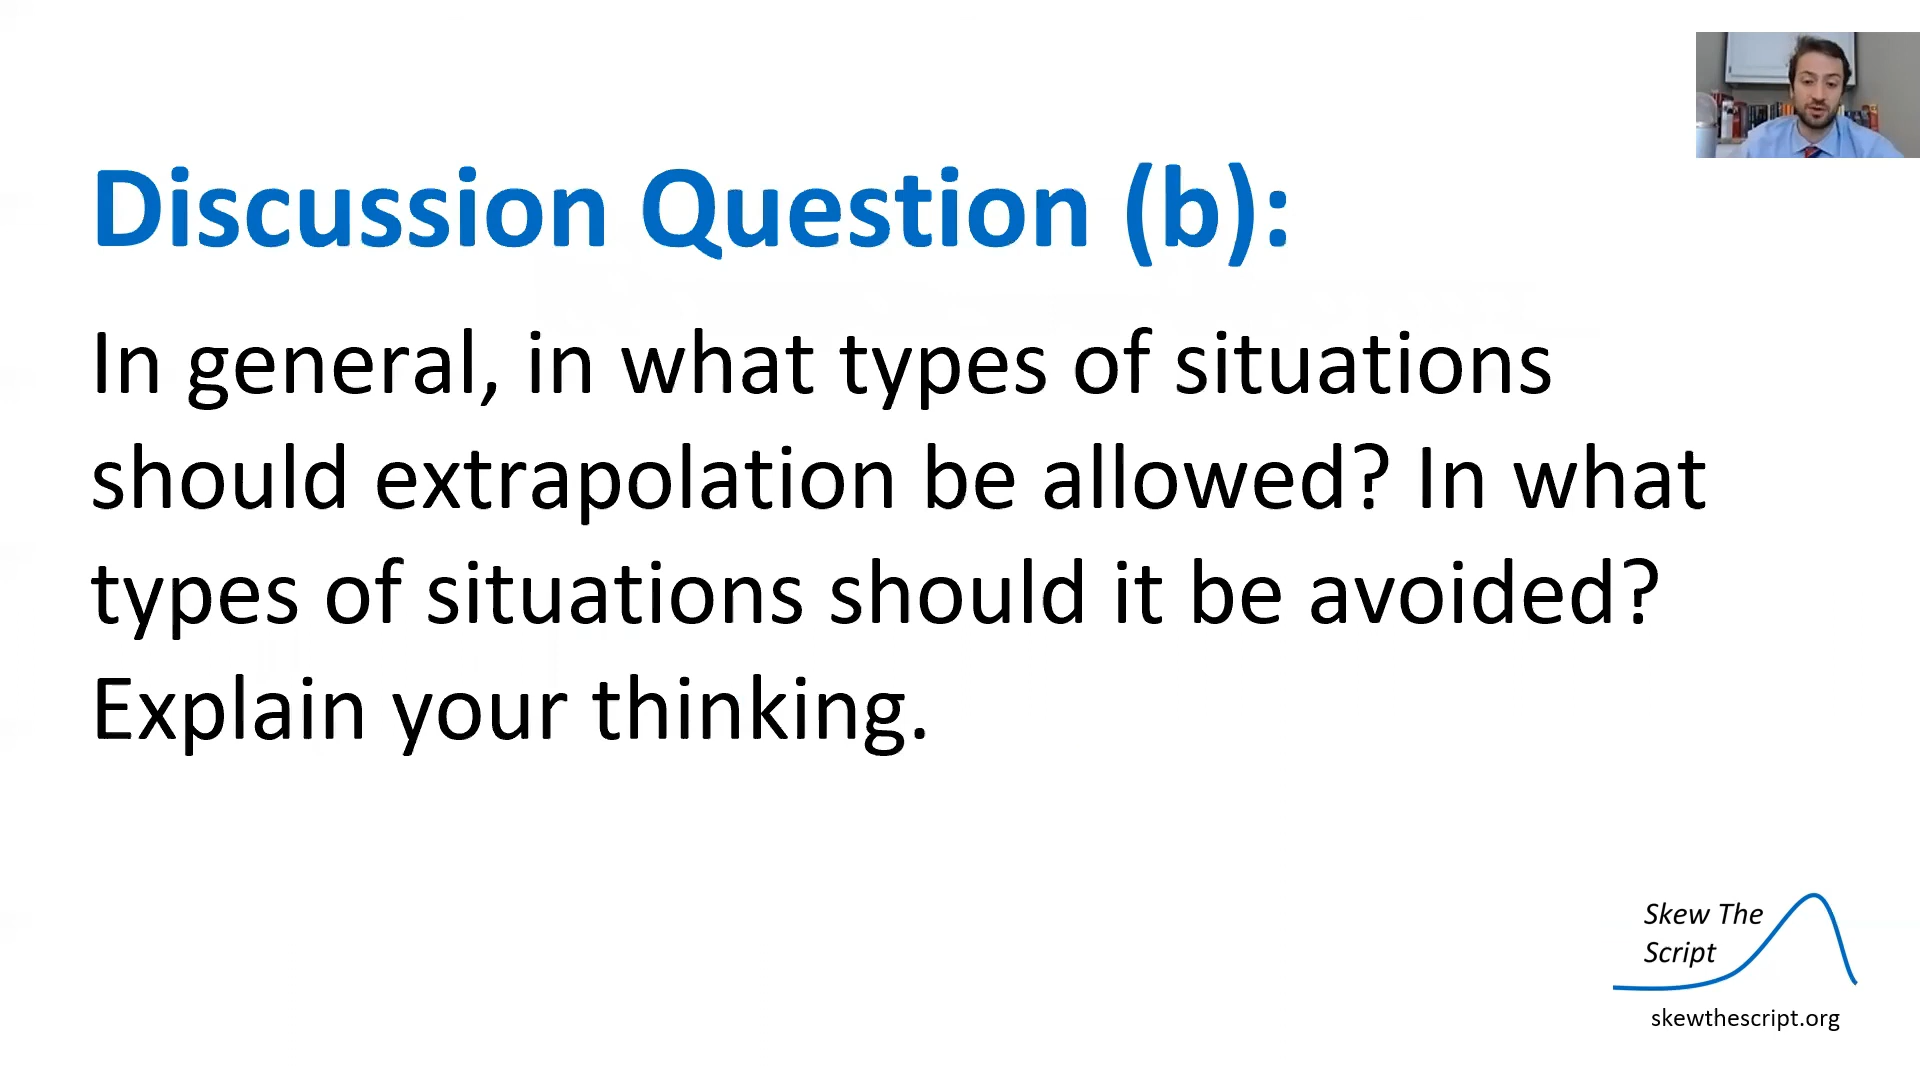 Discussion Question (b):
In general, in what types of situations
should extrapolation be allowed? In what
types of situations should it be avoided?
Explain your thinking.
Skew The
Script
skewthescript.org